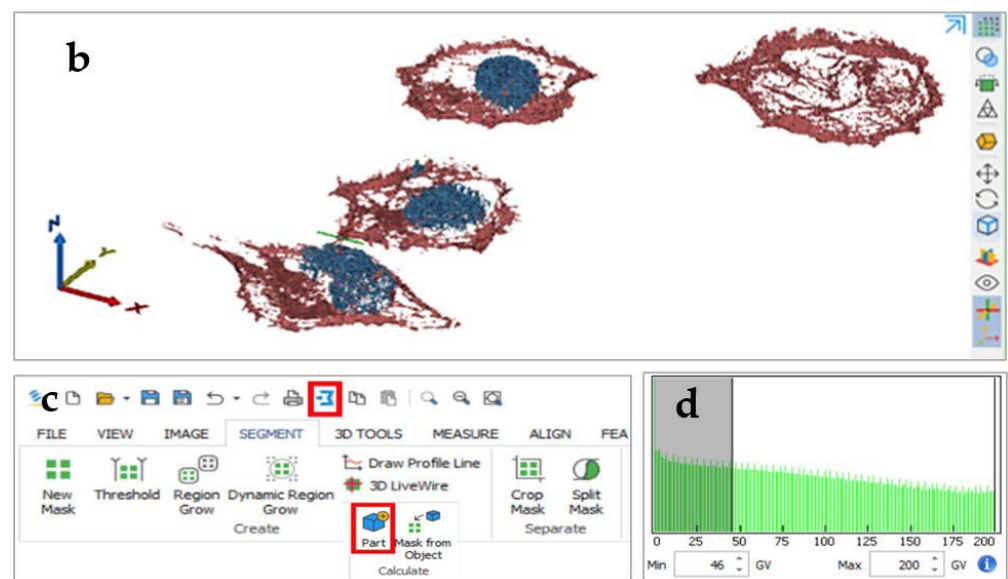 b
Z
Y
X
c
FILE VIEW IMAGE SEGMENT 3D TOOLS MEASURE ALIGN FEA
New Mask
Threshold
Region Grow
Dynamic Region Grow
Draw Profile Line
3D LiveWire
Crop Mask
Split Mask
Create
Separate
Part
Mask from Object
Calculate
d
0 25 50 75 100 125 150 175 200
Min 46 GV Max 200 GV